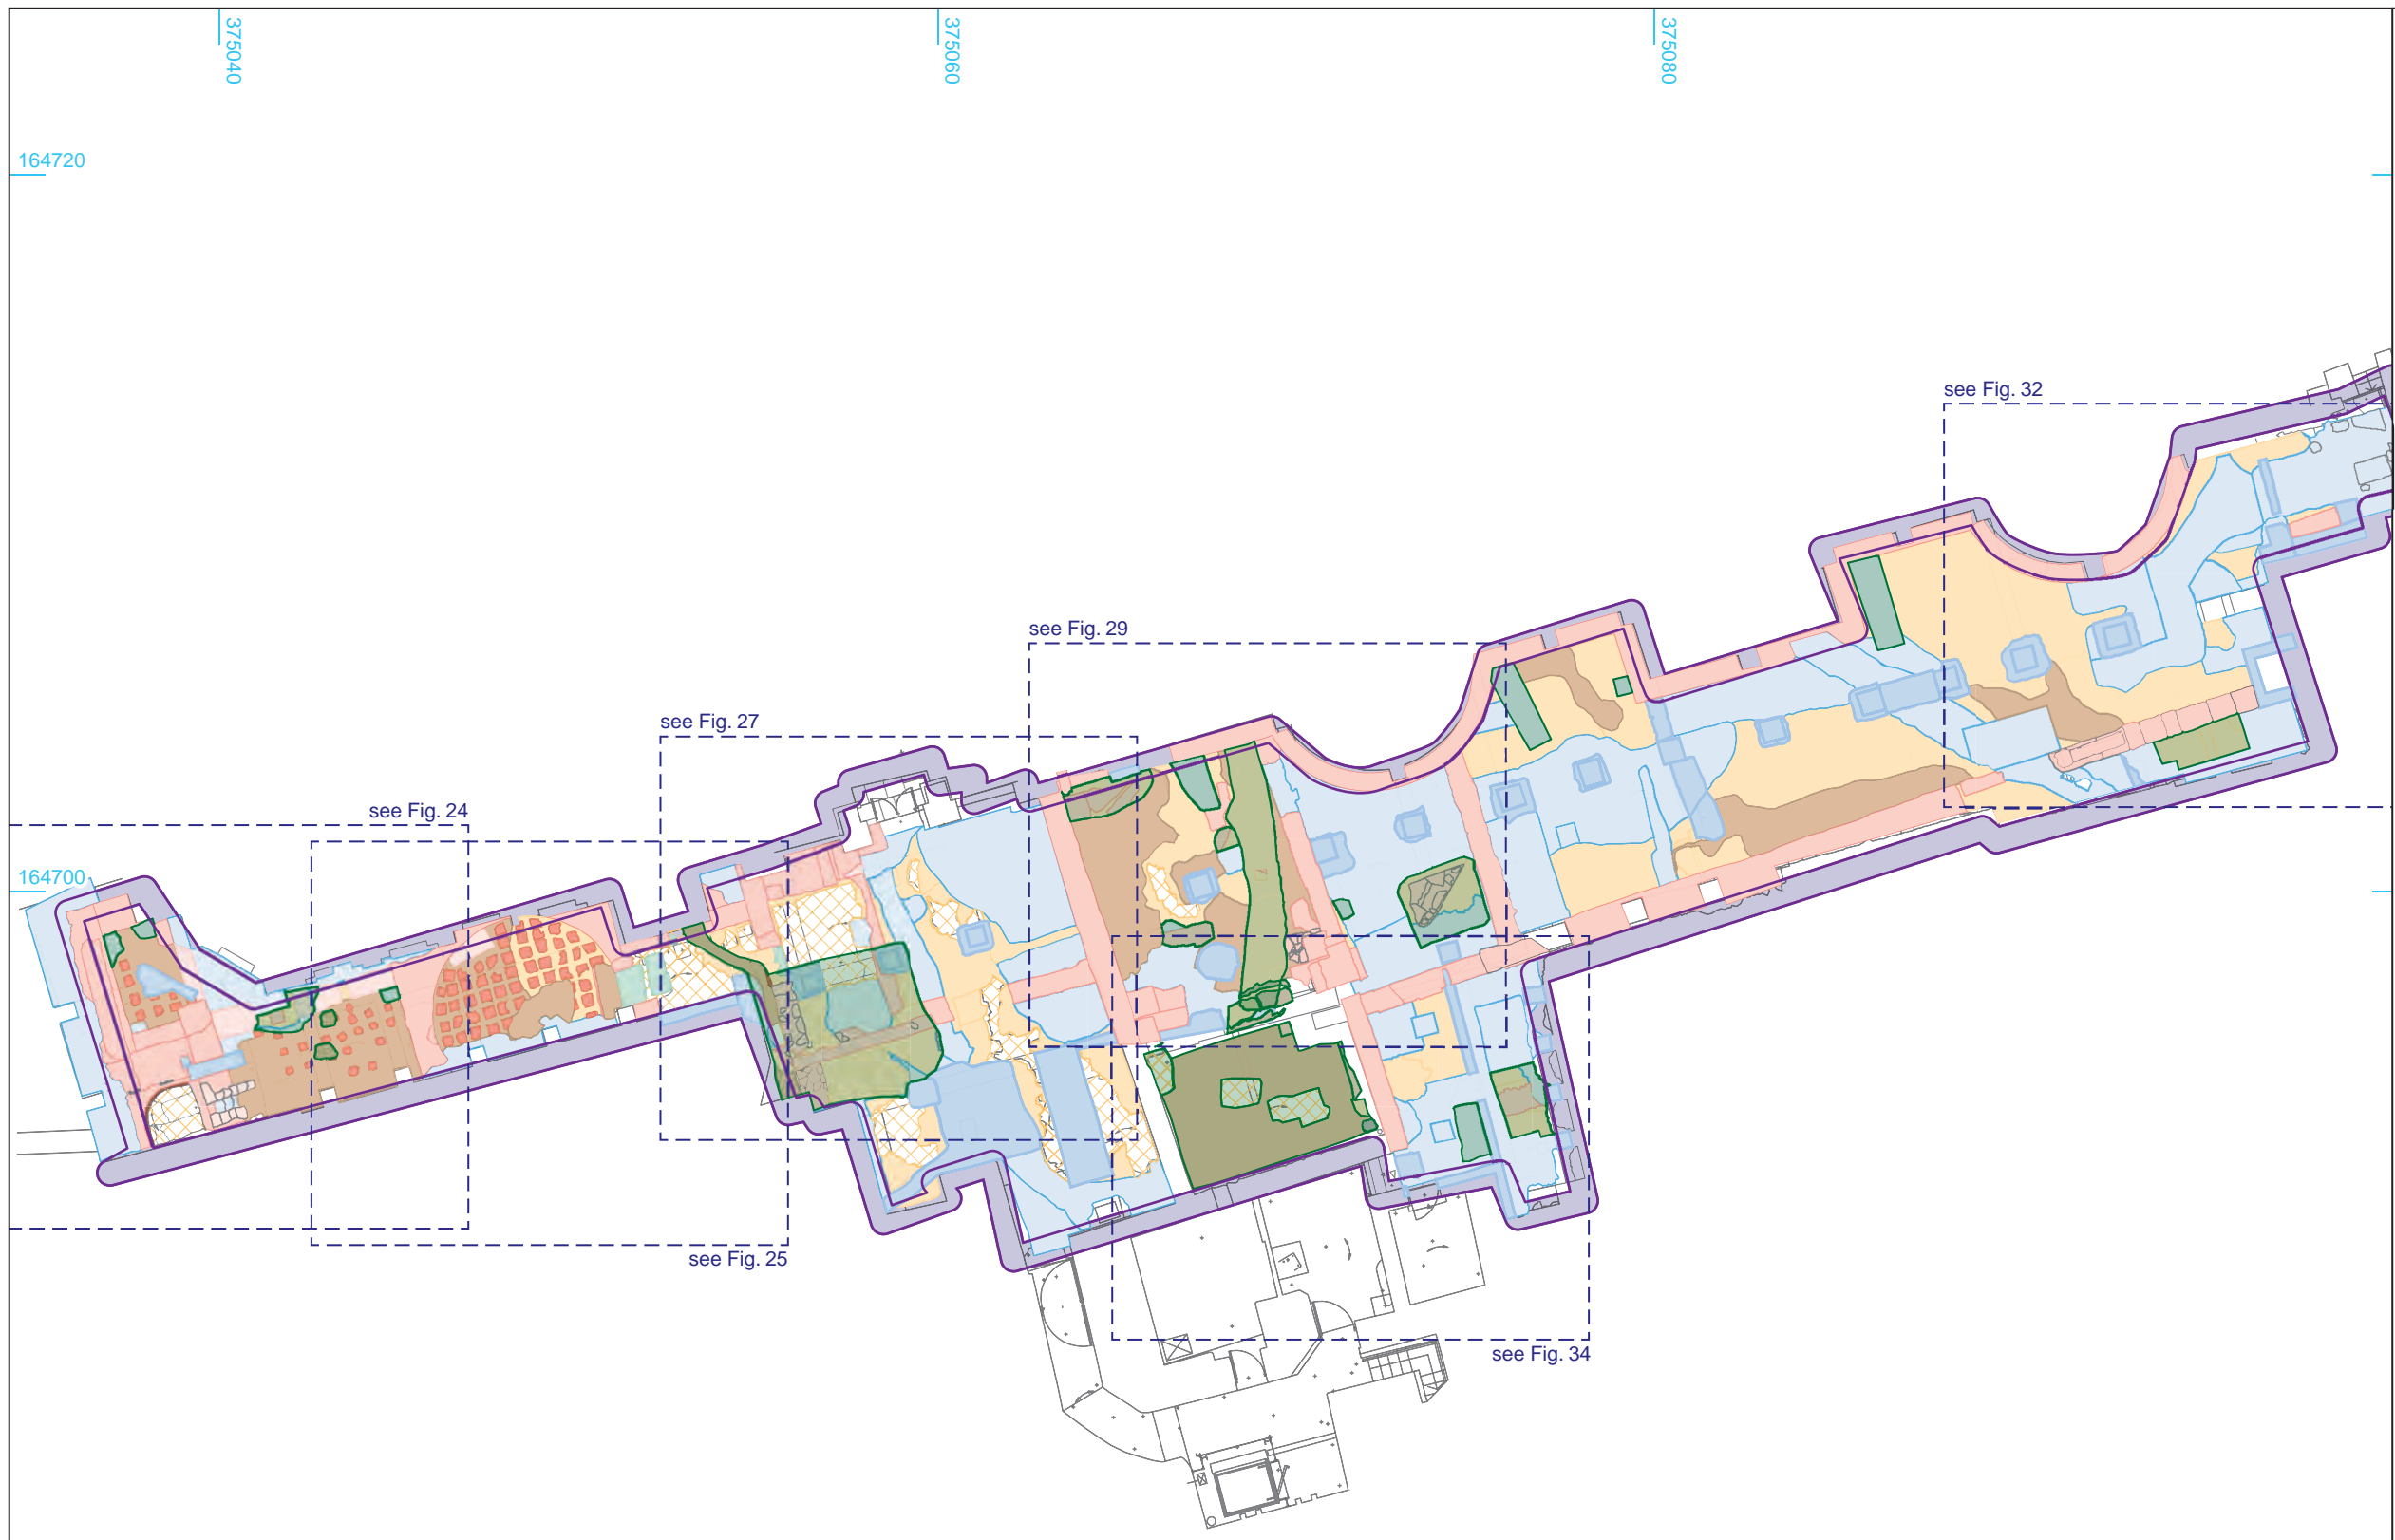 375040
375060
375080
164720
see Fig. 32
see Fig. 29
see Fig. 27
see Fig. 24
164700
see Fig. 25
see Fig. 34